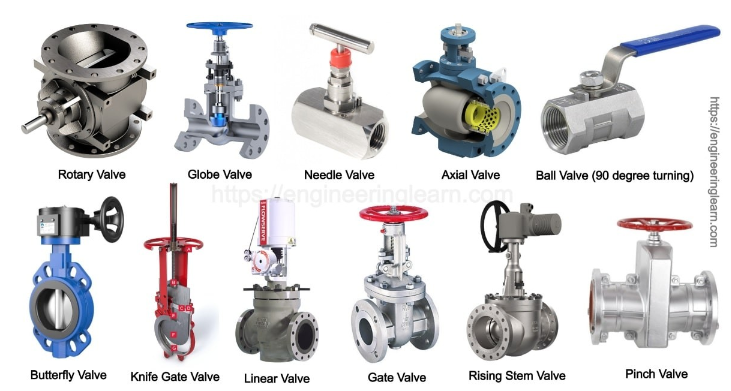 Rotary Valve
Globe Valve
Needle Valve
Axial Valve
Ball Valve (90 degree turning)
https://engineeringlearn.com
https://engineeringlearn.com
FLOWSERVE
Butterfly Valve
Knife Gate Valve
Linear Valve
Gate Valve
Rising Stem Valve
Pinch Valve